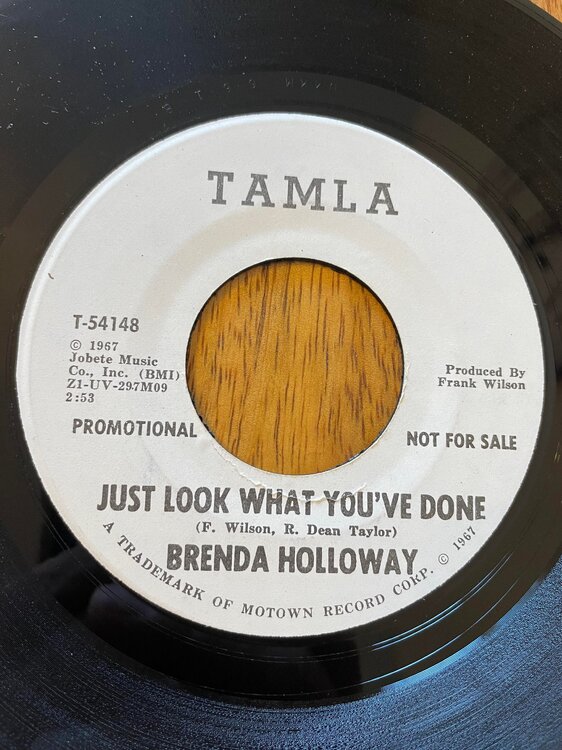 TAMLA
T-54148
© 1967
Jobete Music
Co., Inc. (BMI)
Z1-UV-297M09
2:53
Produced By
Frank Wilson
PROMOTIONAL
NOT FOR SALE
JUST LOOK WHAT YOU'VE DONE
(F. Wilson, R. Dean Taylor)
BRENDA HOLLOWAY
A TRADEMARK OF MOTOWN RECORD CORP. © 1967